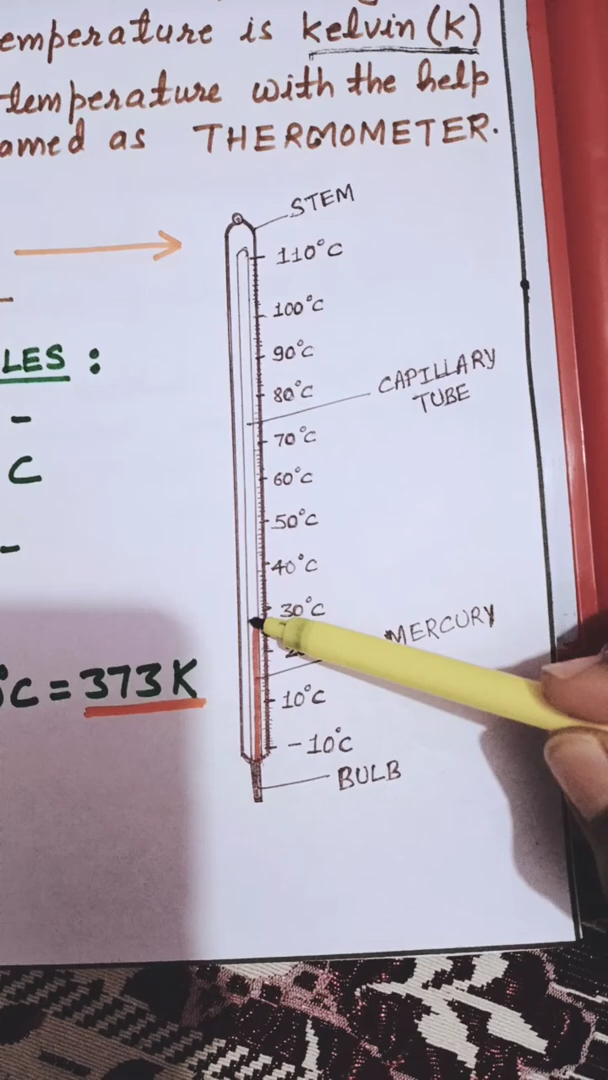 emperature is kelvin (K)
temperature with the help
amed as THERMOMETER.
STEM
110°C
100°C
90°C
LES :
80°C
CAPILLARY
TUBE
70°C
C
60°C
50°C
40°C
30°C
MERCURY
°C = 373 K
10°C
-10°C
BULB